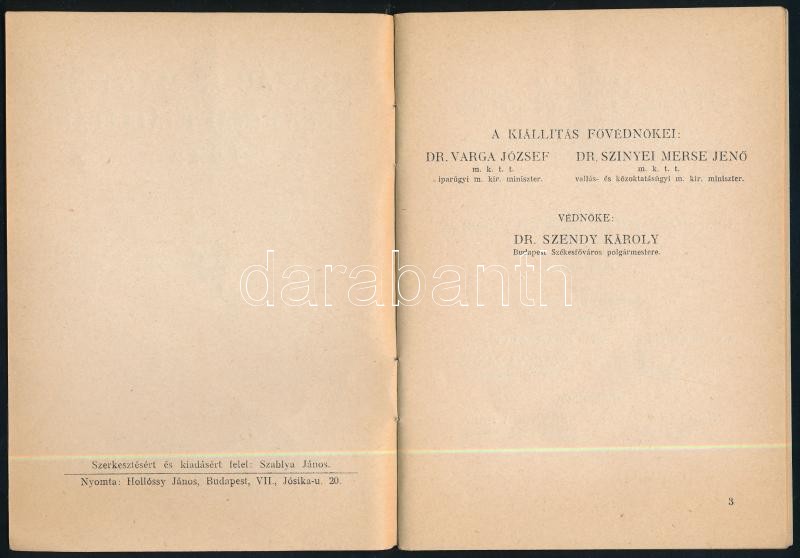 Szerkesztésért és kiadásért felel: Szablya János.
Nyomta: Hollóssy János, Budapest, VII., Jósika-u. 20.
A KIÁLLITÁS FŐVÉDNÖKEI:
DR. VARGA JÓZSEF
m. k. t. t.
iparügyi m. kir. miniszter.
DR. SZINYEI MERSE JENŐ
m. k. t. t.
vallás- és közoktatásügyi m. kir. miniszter.
VÉDNÖKE:
DR. SZENDY KÁROLY
Budapest Székesfőváros polgármestere.
darabanth
3